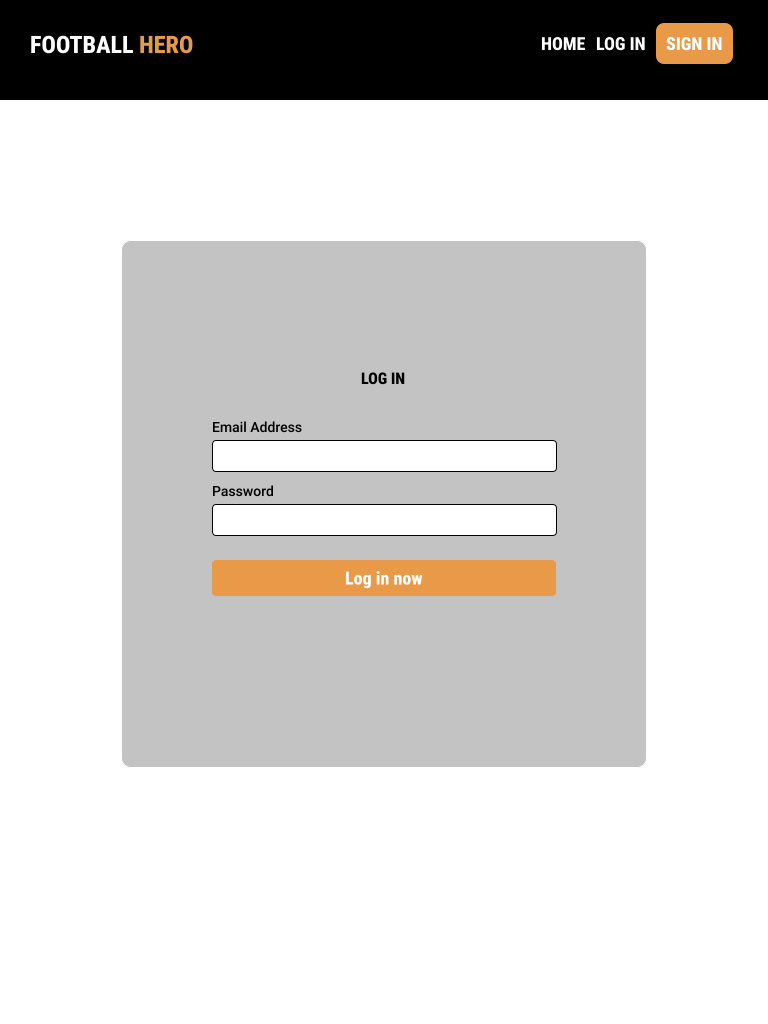 FOOTBALL HERO
HOME LOG IN SIGN IN
LOG IN
Email Address
Password
Log in now